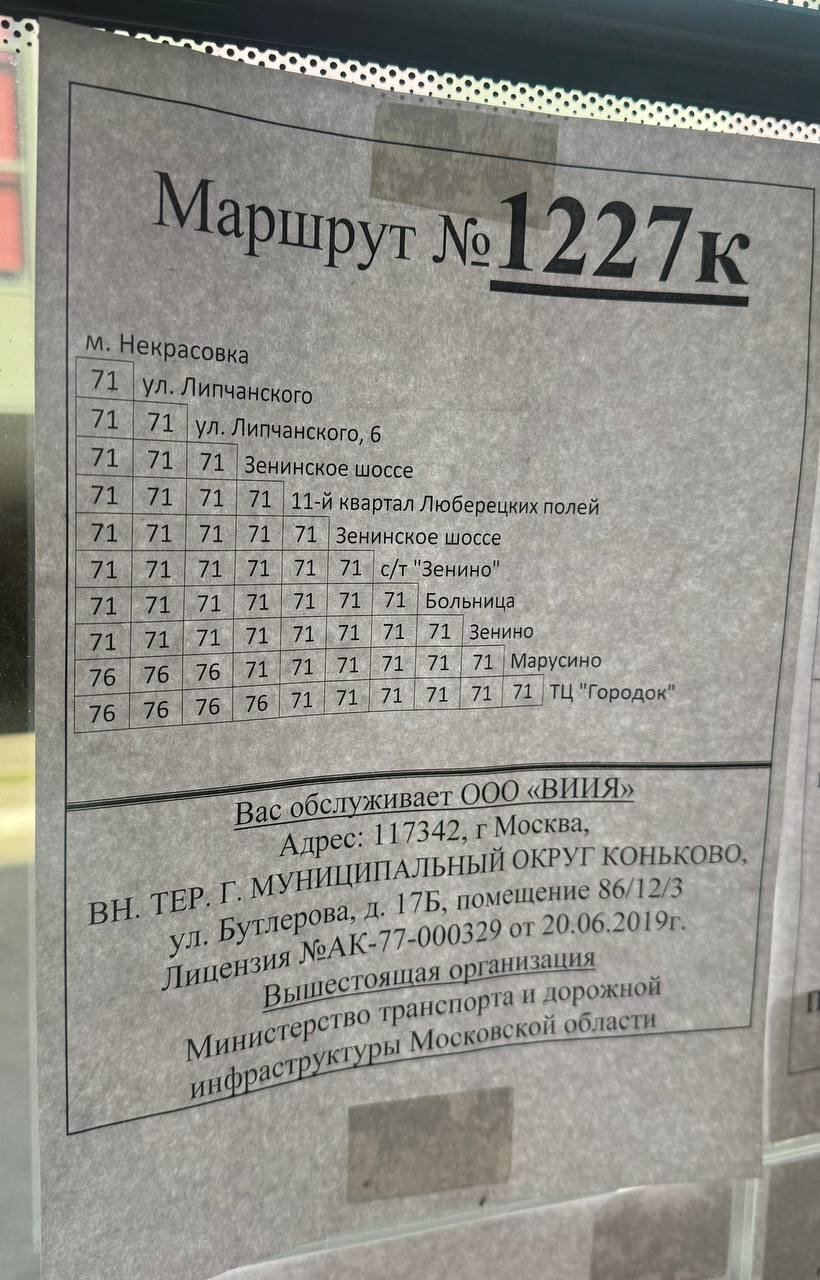 Маршрут №1227к
м. Некрасовка
71 ул. Липчанского
71 71 ул. Липчанского, 6
71 71 71 Зенинское шоссе
71 71 71 71 11-й квартал Люберецких полей
71 71 71 71 71 Зенинское шоссе
71 71 71 71 71 71 с/т "Зенино"
71 71 71 71 71 71 71 Больница
71 71 71 71 71 71 71 71 Зенино
76 76 76 71 71 71 71 71 71 Марусино
76 76 76 76 71 71 71 71 71 71 ТЦ "Городок"
Вас обслуживает ООО «ВИИЯ»
Адрес: 117342, г Москва,
ВН. ТЕР. Г. МУНИЦИПАЛЬНЫЙ ОКРУГ КОНЬКОВО,
ул. Бутлерова, д. 17Б, помещение 86/12/3
Лицензия №АК-77-000329 от 20.06.2019г.
Вышестоящая организация
Министерство транспорта и дорожной
инфраструктуры Московской области